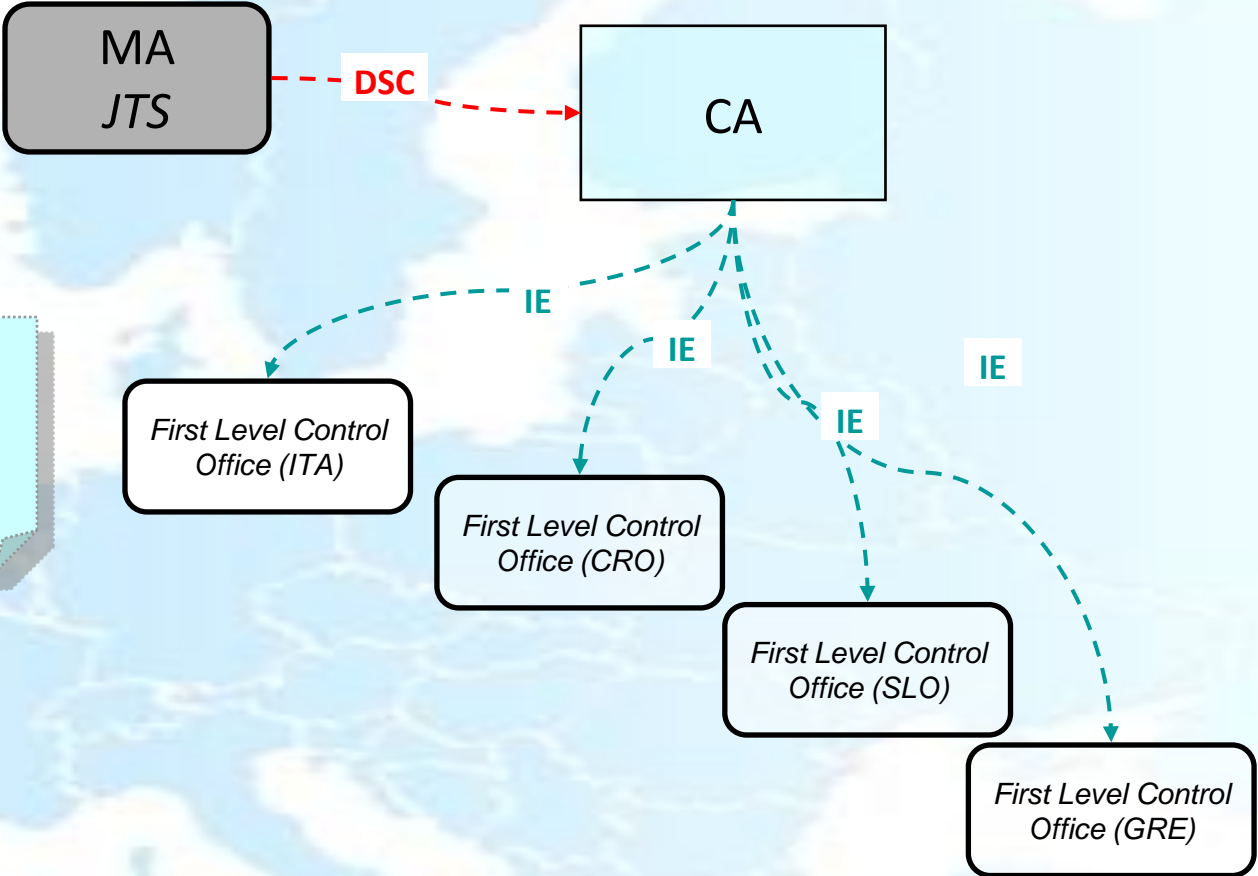 MA
JTS
DSC
CA
IE
IE
IE
IE
First Level Control
Office (ITA)
First Level Control
Office (CRO)
First Level Control
Office (SLO)
First Level Control
Office (GRE)